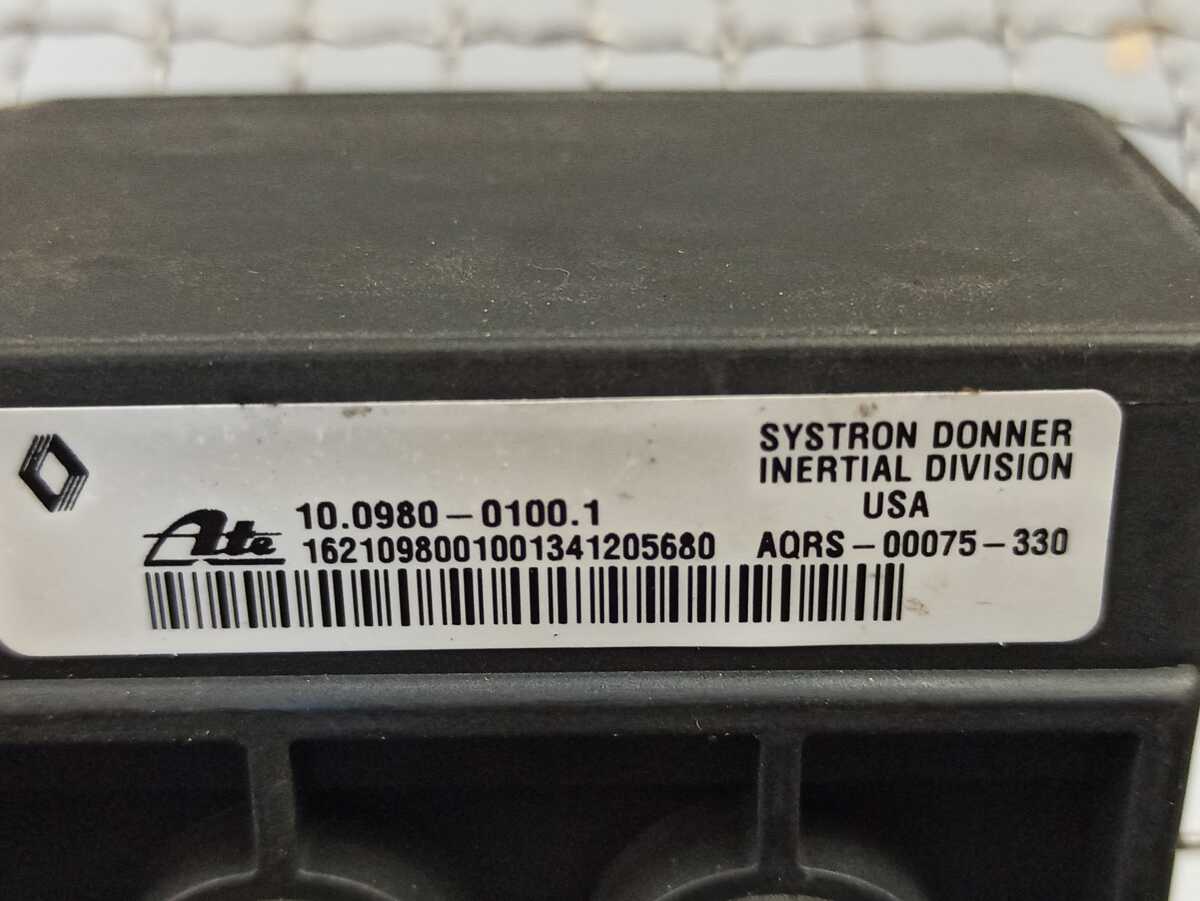 SYSTRON DONNER
INERTIAL DIVISION
USA
Ate 10.0980-0100.1
1621098001001341205680 AQRS-00075-330